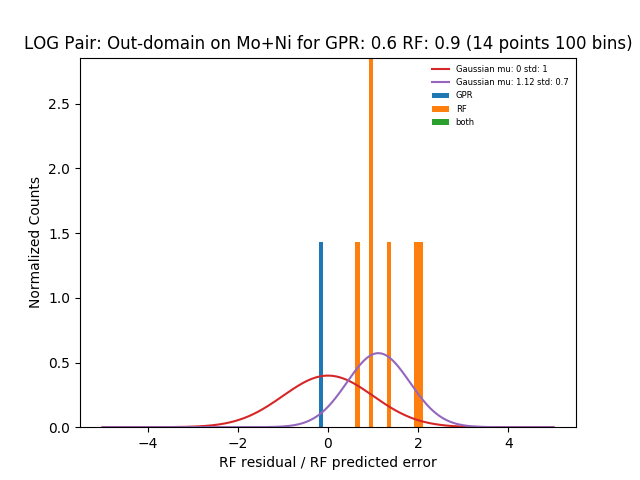 LOG Pair: Out-domain on Mo+Ni for GPR: 0.6 RF: 0.9 (14 points 100 bins)
Gaussian mu: 0 std: 1
Gaussian mu: 1.12 std: 0.7
GPR
RF
both
Normalized Counts
2.5
2.0
1.5
1.0
0.5
0.0
−4 −2 0 2 4
RF residual / RF predicted error